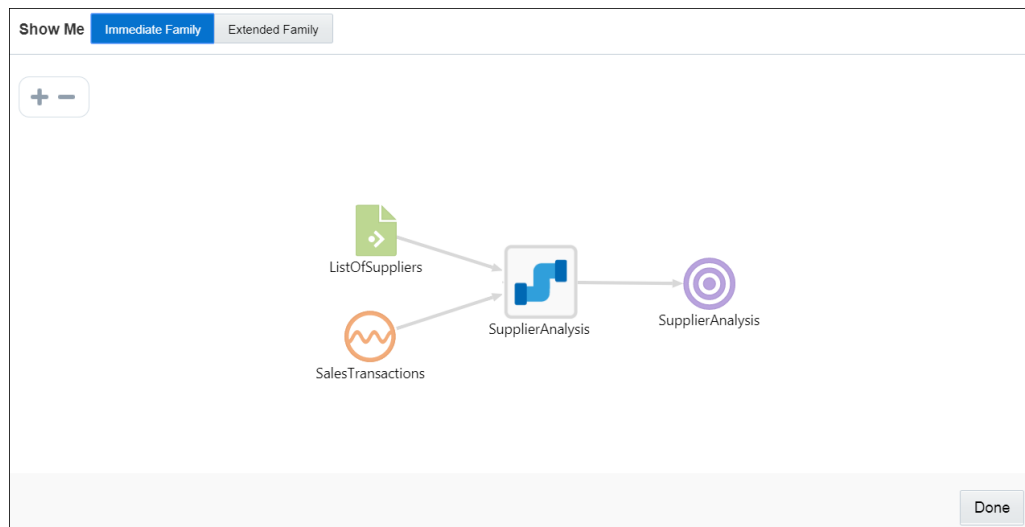 Show Me Immediate Family Extended Family
ListOfSuppliers
SupplierAnalysis
SupplierAnalysis
SalesTransactions
Done